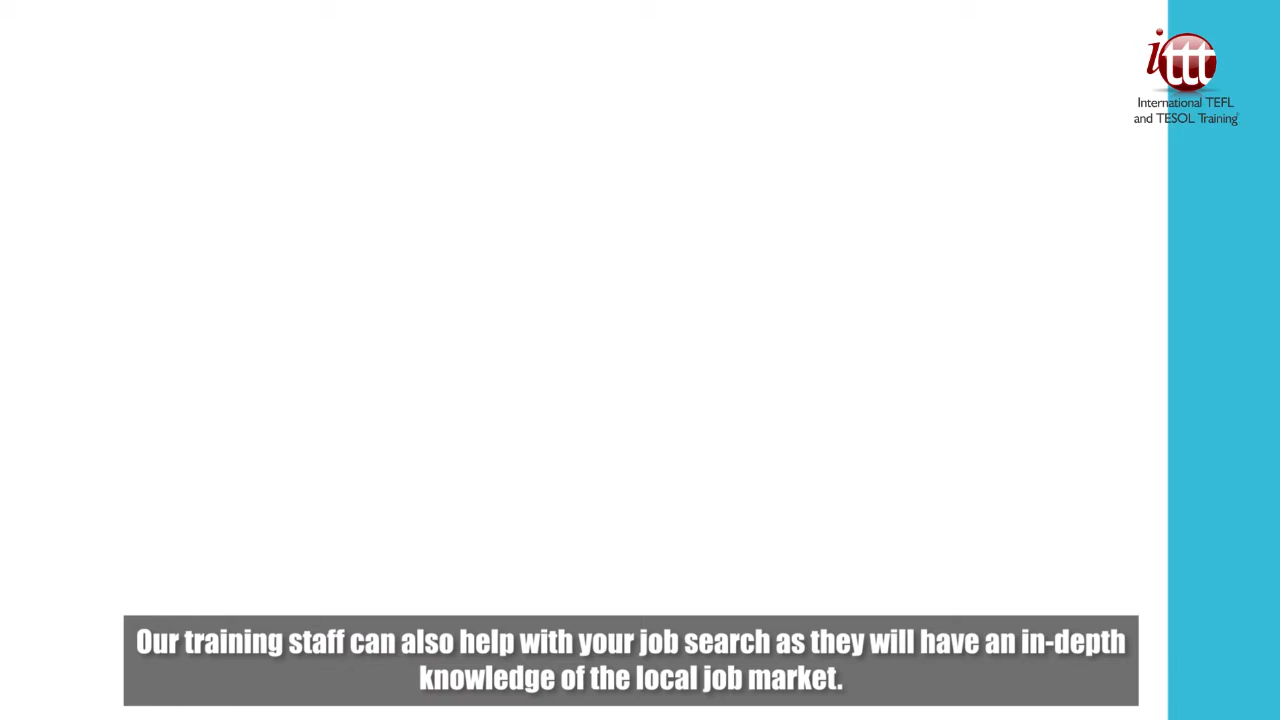 ittt
International TEFL
and TESOL Training
Our training staff can also help with your job search as they will have an in-depth
knowledge of the local job market.